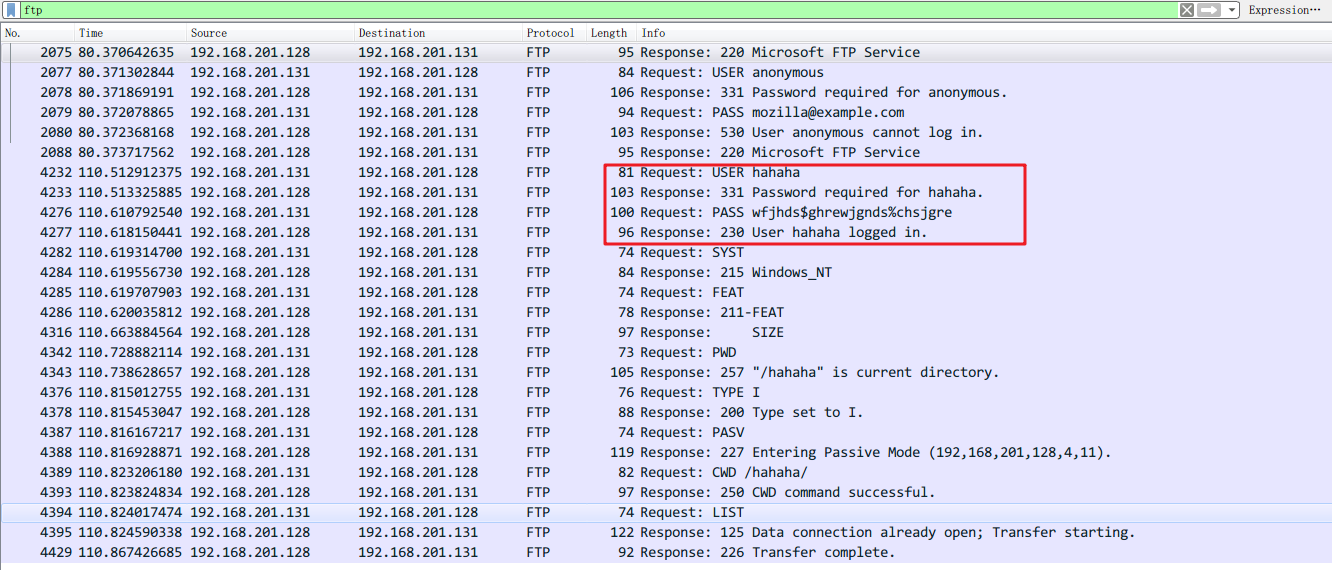 ftp Expression…
No. Time Source Destination Protocol Length Info
2075 80.370642635 192.168.201.128 192.168.201.131 FTP 95 Response: 220 Microsoft FTP Service
2077 80.371302844 192.168.201.131 192.168.201.128 FTP 84 Request: USER anonymous
2078 80.371869191 192.168.201.128 192.168.201.131 FTP 106 Response: 331 Password required for anonymous.
2079 80.372078865 192.168.201.131 192.168.201.128 FTP 94 Request: PASS mozilla@example.com
2080 80.372368168 192.168.201.128 192.168.201.131 FTP 103 Response: 530 User anonymous cannot log in.
2088 80.373717562 192.168.201.128 192.168.201.131 FTP 95 Response: 220 Microsoft FTP Service
4232 110.512912375 192.168.201.131 192.168.201.128 FTP 81 Request: USER hahaha
4233 110.513325885 192.168.201.128 192.168.201.131 FTP 103 Response: 331 Password required for hahaha.
4276 110.610792540 192.168.201.131 192.168.201.128 FTP 100 Request: PASS wfjhds$ghrewjgnds%chsjgre
4277 110.618150441 192.168.201.128 192.168.201.131 FTP 96 Response: 230 User hahaha logged in.
4282 110.619314700 192.168.201.131 192.168.201.128 FTP 74 Request: SYST
4284 110.619556730 192.168.201.128 192.168.201.131 FTP 84 Response: 215 Windows_NT
4285 110.619707903 192.168.201.131 192.168.201.128 FTP 74 Request: FEAT
4286 110.620035812 192.168.201.128 192.168.201.131 FTP 78 Response: 211-FEAT
4316 110.663884564 192.168.201.128 192.168.201.131 FTP 97 Response: SIZE
4342 110.728882114 192.168.201.131 192.168.201.128 FTP 73 Request: PWD
4343 110.738628657 192.168.201.128 192.168.201.131 FTP 105 Response: 257 "/hahaha" is current directory.
4376 110.815012755 192.168.201.131 192.168.201.128 FTP 76 Request: TYPE I
4378 110.815453047 192.168.201.128 192.168.201.131 FTP 88 Response: 200 Type set to I.
4387 110.816167217 192.168.201.131 192.168.201.128 FTP 74 Request: PASV
4388 110.816928871 192.168.201.128 192.168.201.131 FTP 119 Response: 227 Entering Passive Mode (192,168,201,128,4,11).
4389 110.823206180 192.168.201.131 192.168.201.128 FTP 82 Request: CWD /hahaha/
4393 110.823824834 192.168.201.128 192.168.201.131 FTP 97 Response: 250 CWD command successful.
4394 110.824017474 192.168.201.131 192.168.201.128 FTP 74 Request: LIST
4395 110.824590338 192.168.201.128 192.168.201.131 FTP 122 Response: 125 Data connection already open; Transfer starting.
4429 110.867426685 192.168.201.128 192.168.201.131 FTP 92 Response: 226 Transfer complete.